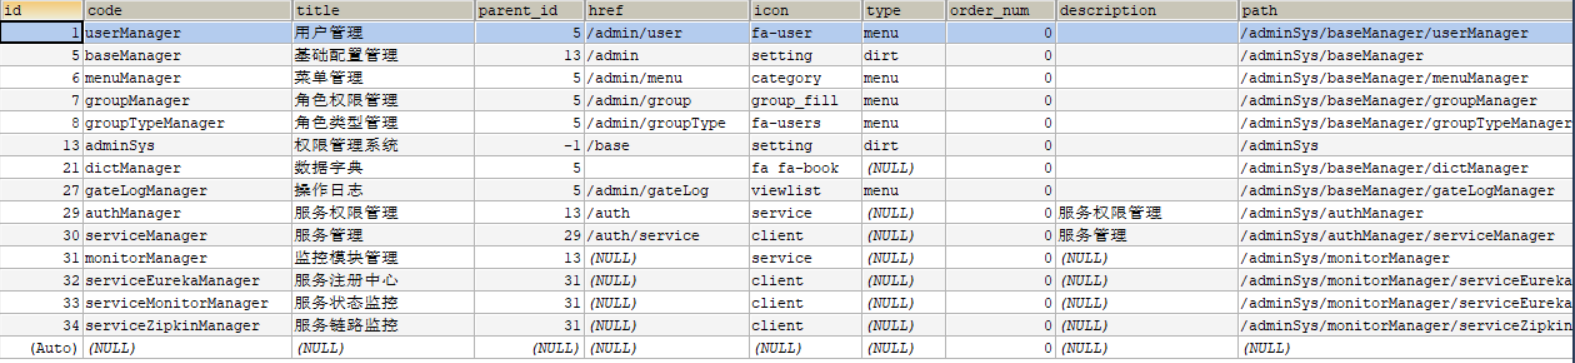 id code title parent_id href icon type order_num description path
1 userManager 用户管理 5 /admin/user fa-user menu 0 /adminSys/baseManager/userManager
5 baseManager 基础配置管理 13 /admin setting dirt 0 /adminSys/baseManager
6 menuManager 菜单管理 5 /admin/menu category menu 0 /adminSys/baseManager/menuManager
7 groupManager 角色权限管理 5 /admin/group group_fill menu 0 /adminSys/baseManager/groupManager
8 groupTypeManager 角色类型管理 5 /admin/groupType fa-users menu 0 /adminSys/baseManager/groupTypeManager
13 adminSys 权限管理系统 -1 /base setting dirt 0 /adminSys
21 dictManager 数据字典 5 fa fa-book (NULL) 0 /adminSys/baseManager/dictManager
27 gateLogManager 操作日志 5 /admin/gateLog viewlist menu 0 /adminSys/baseManager/gateLogManager
29 authManager 服务权限管理 13 /auth service (NULL) 0 服务权限管理 /adminSys/authManager
30 serviceManager 服务管理 29 /auth/service client (NULL) 0 服务管理 /adminSys/authManager/serviceManager
31 monitorManager 监控模块管理 13 (NULL) service (NULL) 0 (NULL) /adminSys/monitorManager
32 serviceEurekaManager 服务注册中心 31 (NULL) client (NULL) 0 (NULL) /adminSys/monitorManager/serviceEureka
33 serviceMonitorManager 服务状态监控 31 (NULL) client (NULL) 0 (NULL) /adminSys/monitorManager/serviceEureka
34 serviceZipkinManager 服务链路监控 31 (NULL) client (NULL) 0 (NULL) /adminSys/monitorManager/serviceZipkin
(Auto) (NULL) (NULL) (NULL) (NULL) (NULL) (NULL) 0 (NULL) (NULL)